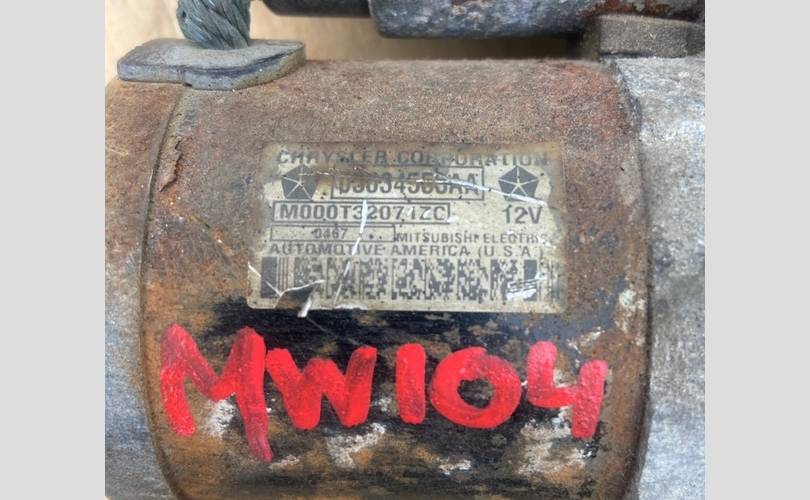 CHRYSLER CORPORATION
M000T32071ZC 12V
0467 MITSUBISHI ELECTRIC
AUTOMOTIVE AMERICA (U.S.A)
MW104